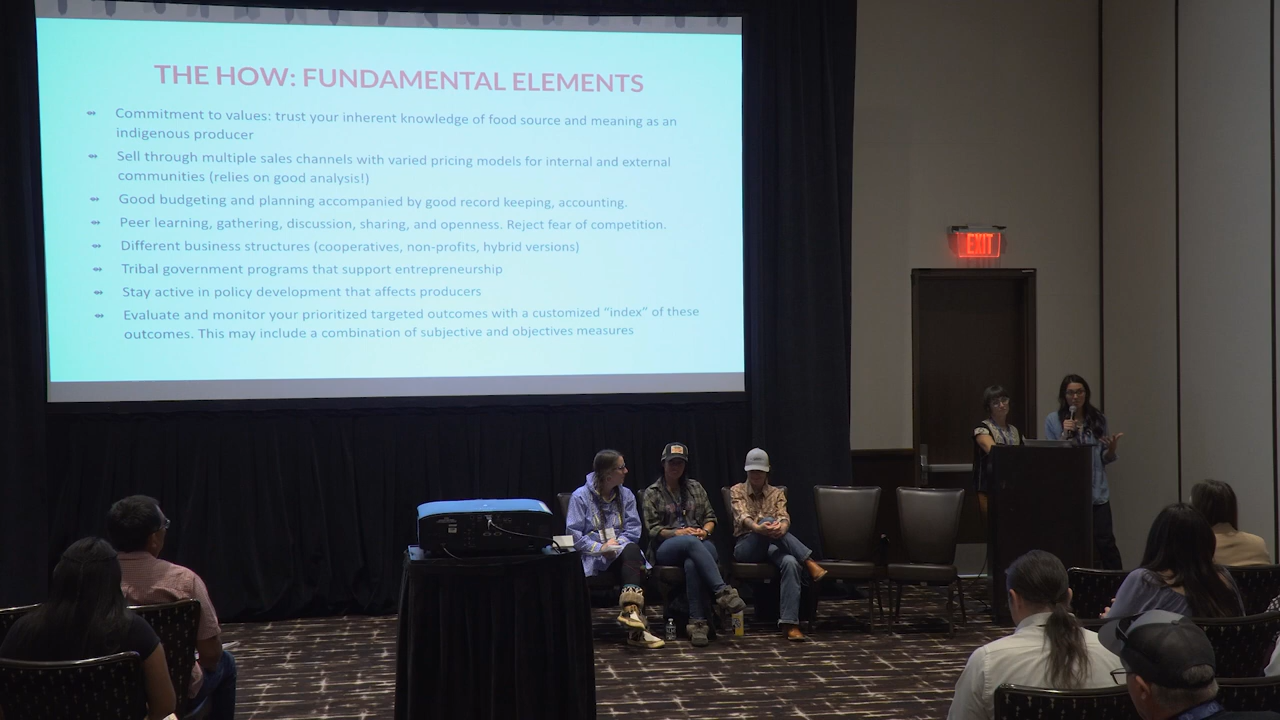 THE HOW: FUNDAMENTAL ELEMENTS
Commitment to values: trust your inherent knowledge of food source and meaning as an
indigenous producer
Sell through multiple sales channels with varied pricing models for internal and external
communities (relies on good analysis!)
Good budgeting and planning accompanied by good record keeping, accounting.
Peer learning, gathering, discussion, sharing, and openness. Reject fear of competition.
Different business structures (cooperatives, non-profits, hybrid versions)
Tribal government programs that support entrepreneurship
Stay active in policy development that affects producers
Evaluate and monitor your prioritized targeted outcomes with a customized “index” of these
outcomes. This may include a combination of subjective and objectives measures
EXIT